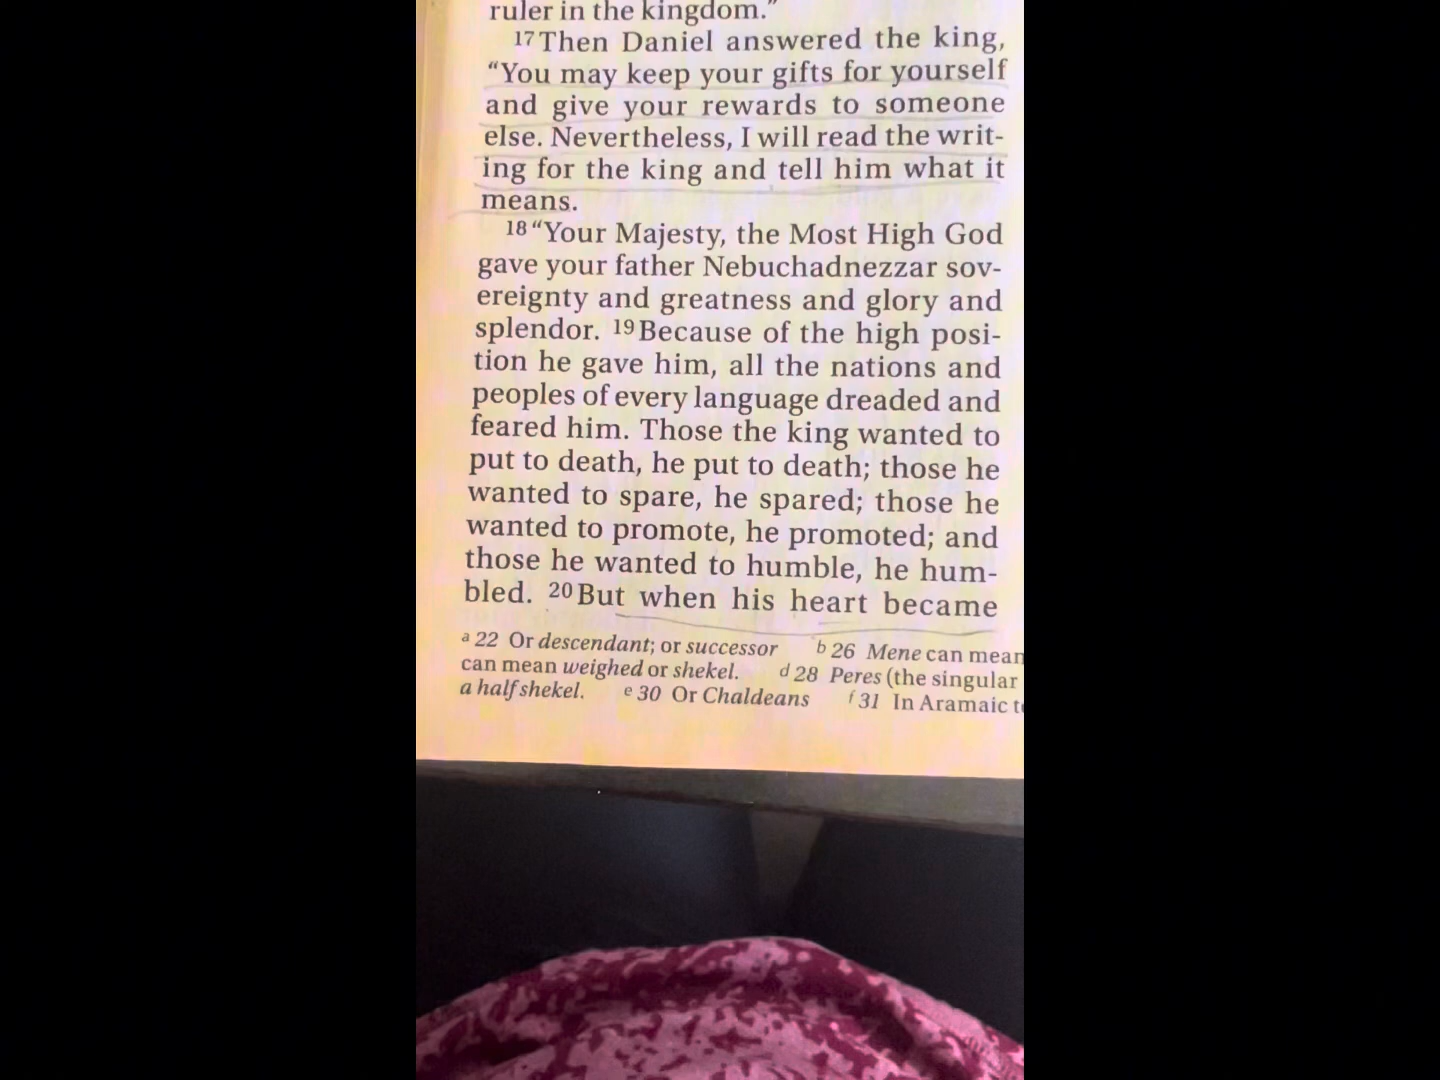 ruler in the kingdom.”
17 Then Daniel answered the king,
“You may keep your gifts for yourself
and give your rewards to someone
else. Nevertheless, I will read the writ-
ing for the king and tell him what it
means.
18 “Your Majesty, the Most High God
gave your father Nebuchadnezzar sov-
ereignty and greatness and glory and
splendor. 19 Because of the high posi-
tion he gave him, all the nations and
peoples of every language dreaded and
feared him. Those the king wanted to
put to death, he put to death; those he
wanted to spare, he spared; those he
wanted to promote, he promoted; and
those he wanted to humble, he hum-
bled. 20 But when his heart became
a 22 Or descendant; or successor b 26 Mene can mean
can mean weighed or shekel. d 28 Peres (the singular
a half shekel. e 30 Or Chaldeans f 31 In Aramaic